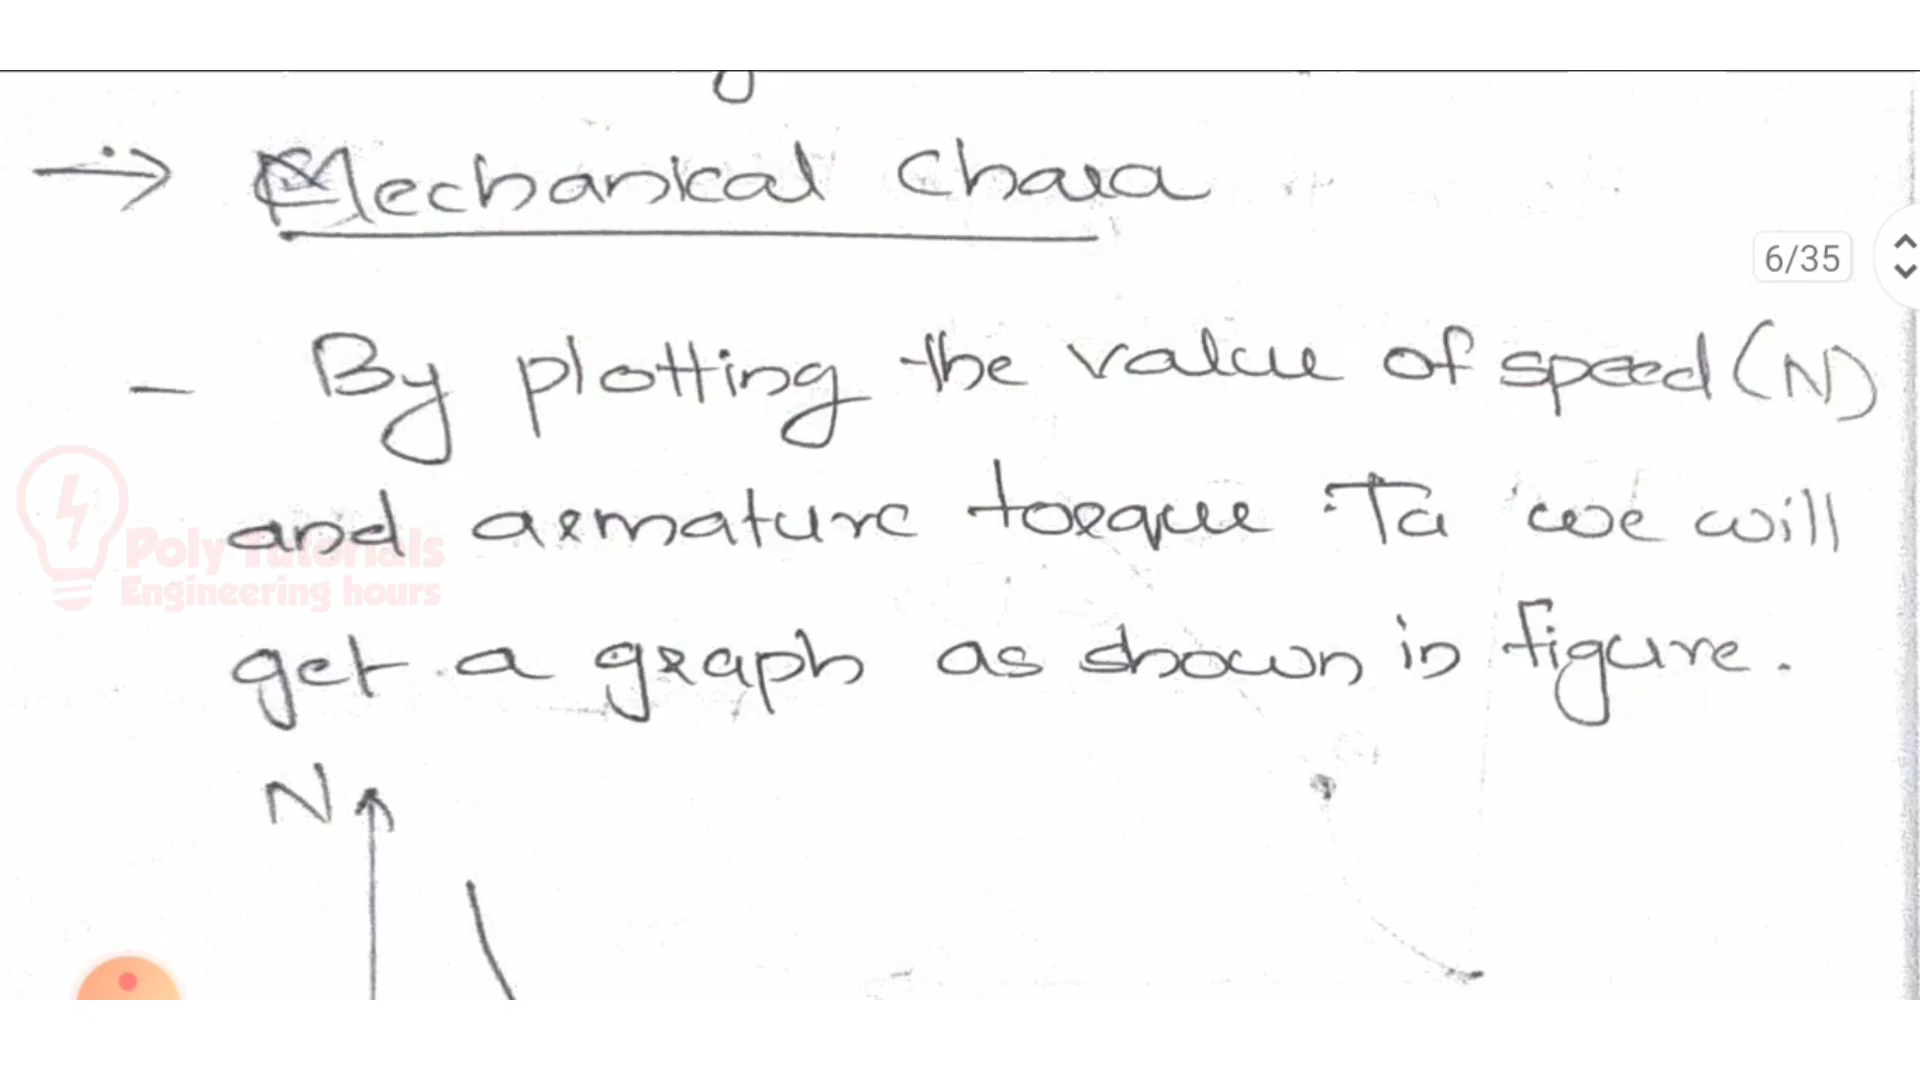 → Mechanical Chara
6/35
- By plotting the value of speed (N)
and armature torque Ta we will
Poly Tutorials
Engineering hours
get a graph as shown in figure.
N